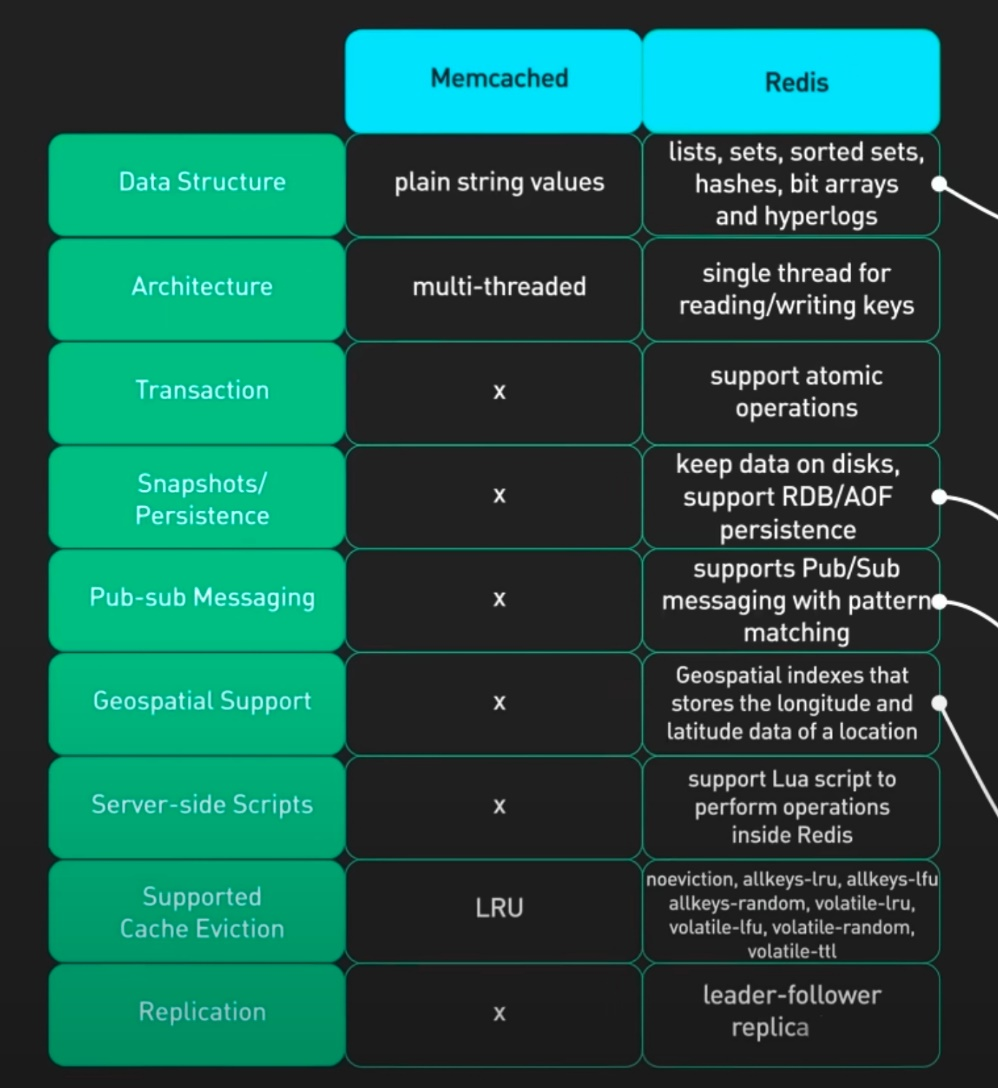 Memcached
Redis
Data Structure
plain string values
lists, sets, sorted sets,
hashes, bit arrays
and hyperlogs
Architecture
multi-threaded
single thread for
reading/writing keys
Transaction
x
support atomic
operations
Snapshots/
Persistence
x
keep data on disks,
support RDB/AOF
persistence
Pub-sub Messaging
x
supports Pub/Sub
messaging with pattern
matching
Geospatial Support
x
Geospatial indexes that
stores the longitude and
latitude data of a location
Server-side Scripts
x
support Lua script to
perform operations
inside Redis
Supported
Cache Eviction
LRU
noeviction, allkeys-lru, allkeys-lfu
allkeys-random, volatile-lru,
volatile-lfu, volatile-random,
volatile-ttl
Replication
x
leader-follower
replica